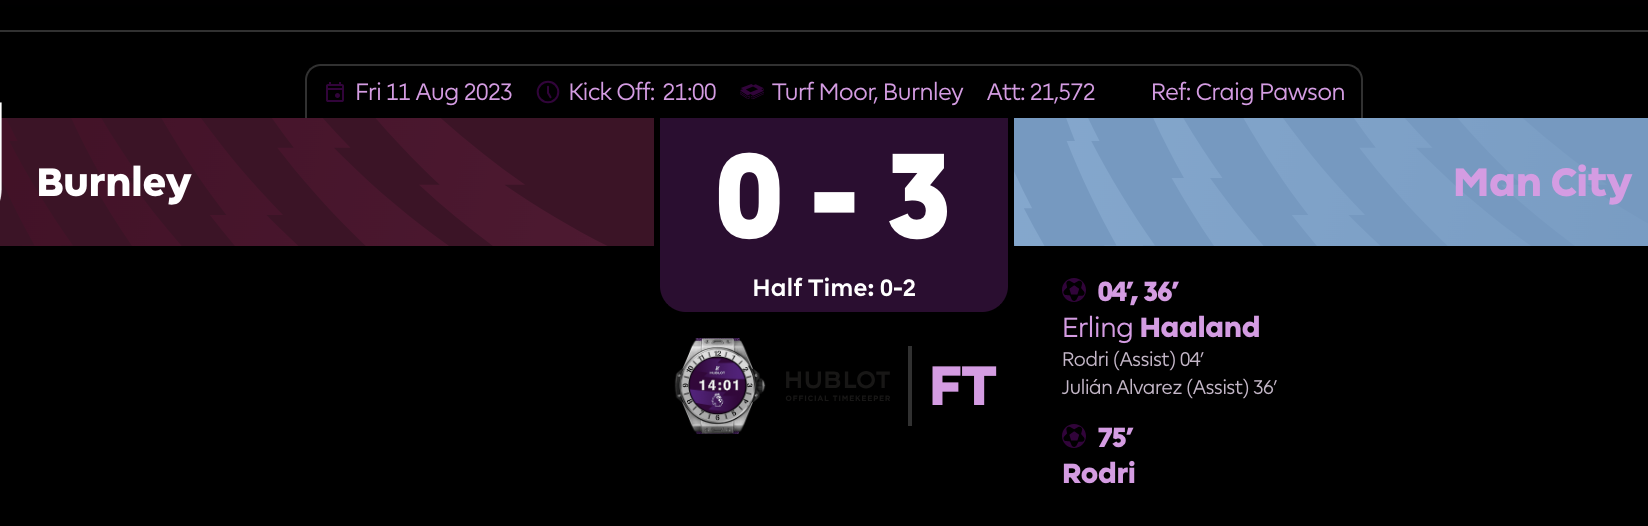 Fri 11 Aug 2023 Kick Off: 21:00 Turf Moor, Burnley Att: 21,572 Ref: Craig Pawson
Burnley
0 - 3
Man City
Half Time: 0-2
HUBLOT
14:01
HUBLOT
OFFICIAL TIMEKEEPER
FT
04’, 36’
Erling Haaland
Rodri (Assist) 04’
Julián Alvarez (Assist) 36’
75’
Rodri